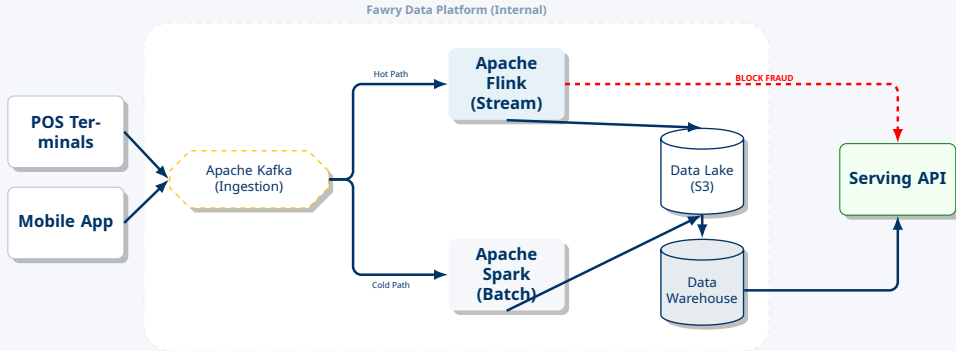 Fawry Data Platform (Internal)
POS Ter-
minals
Mobile App
Apache Kafka
(Ingestion)
Hot Path
Cold Path
Apache
Flink
(Stream)
Apache
Spark
(Batch)
BLOCK FRAUD
Data Lake
(S3)
Data
Warehouse
Serving API